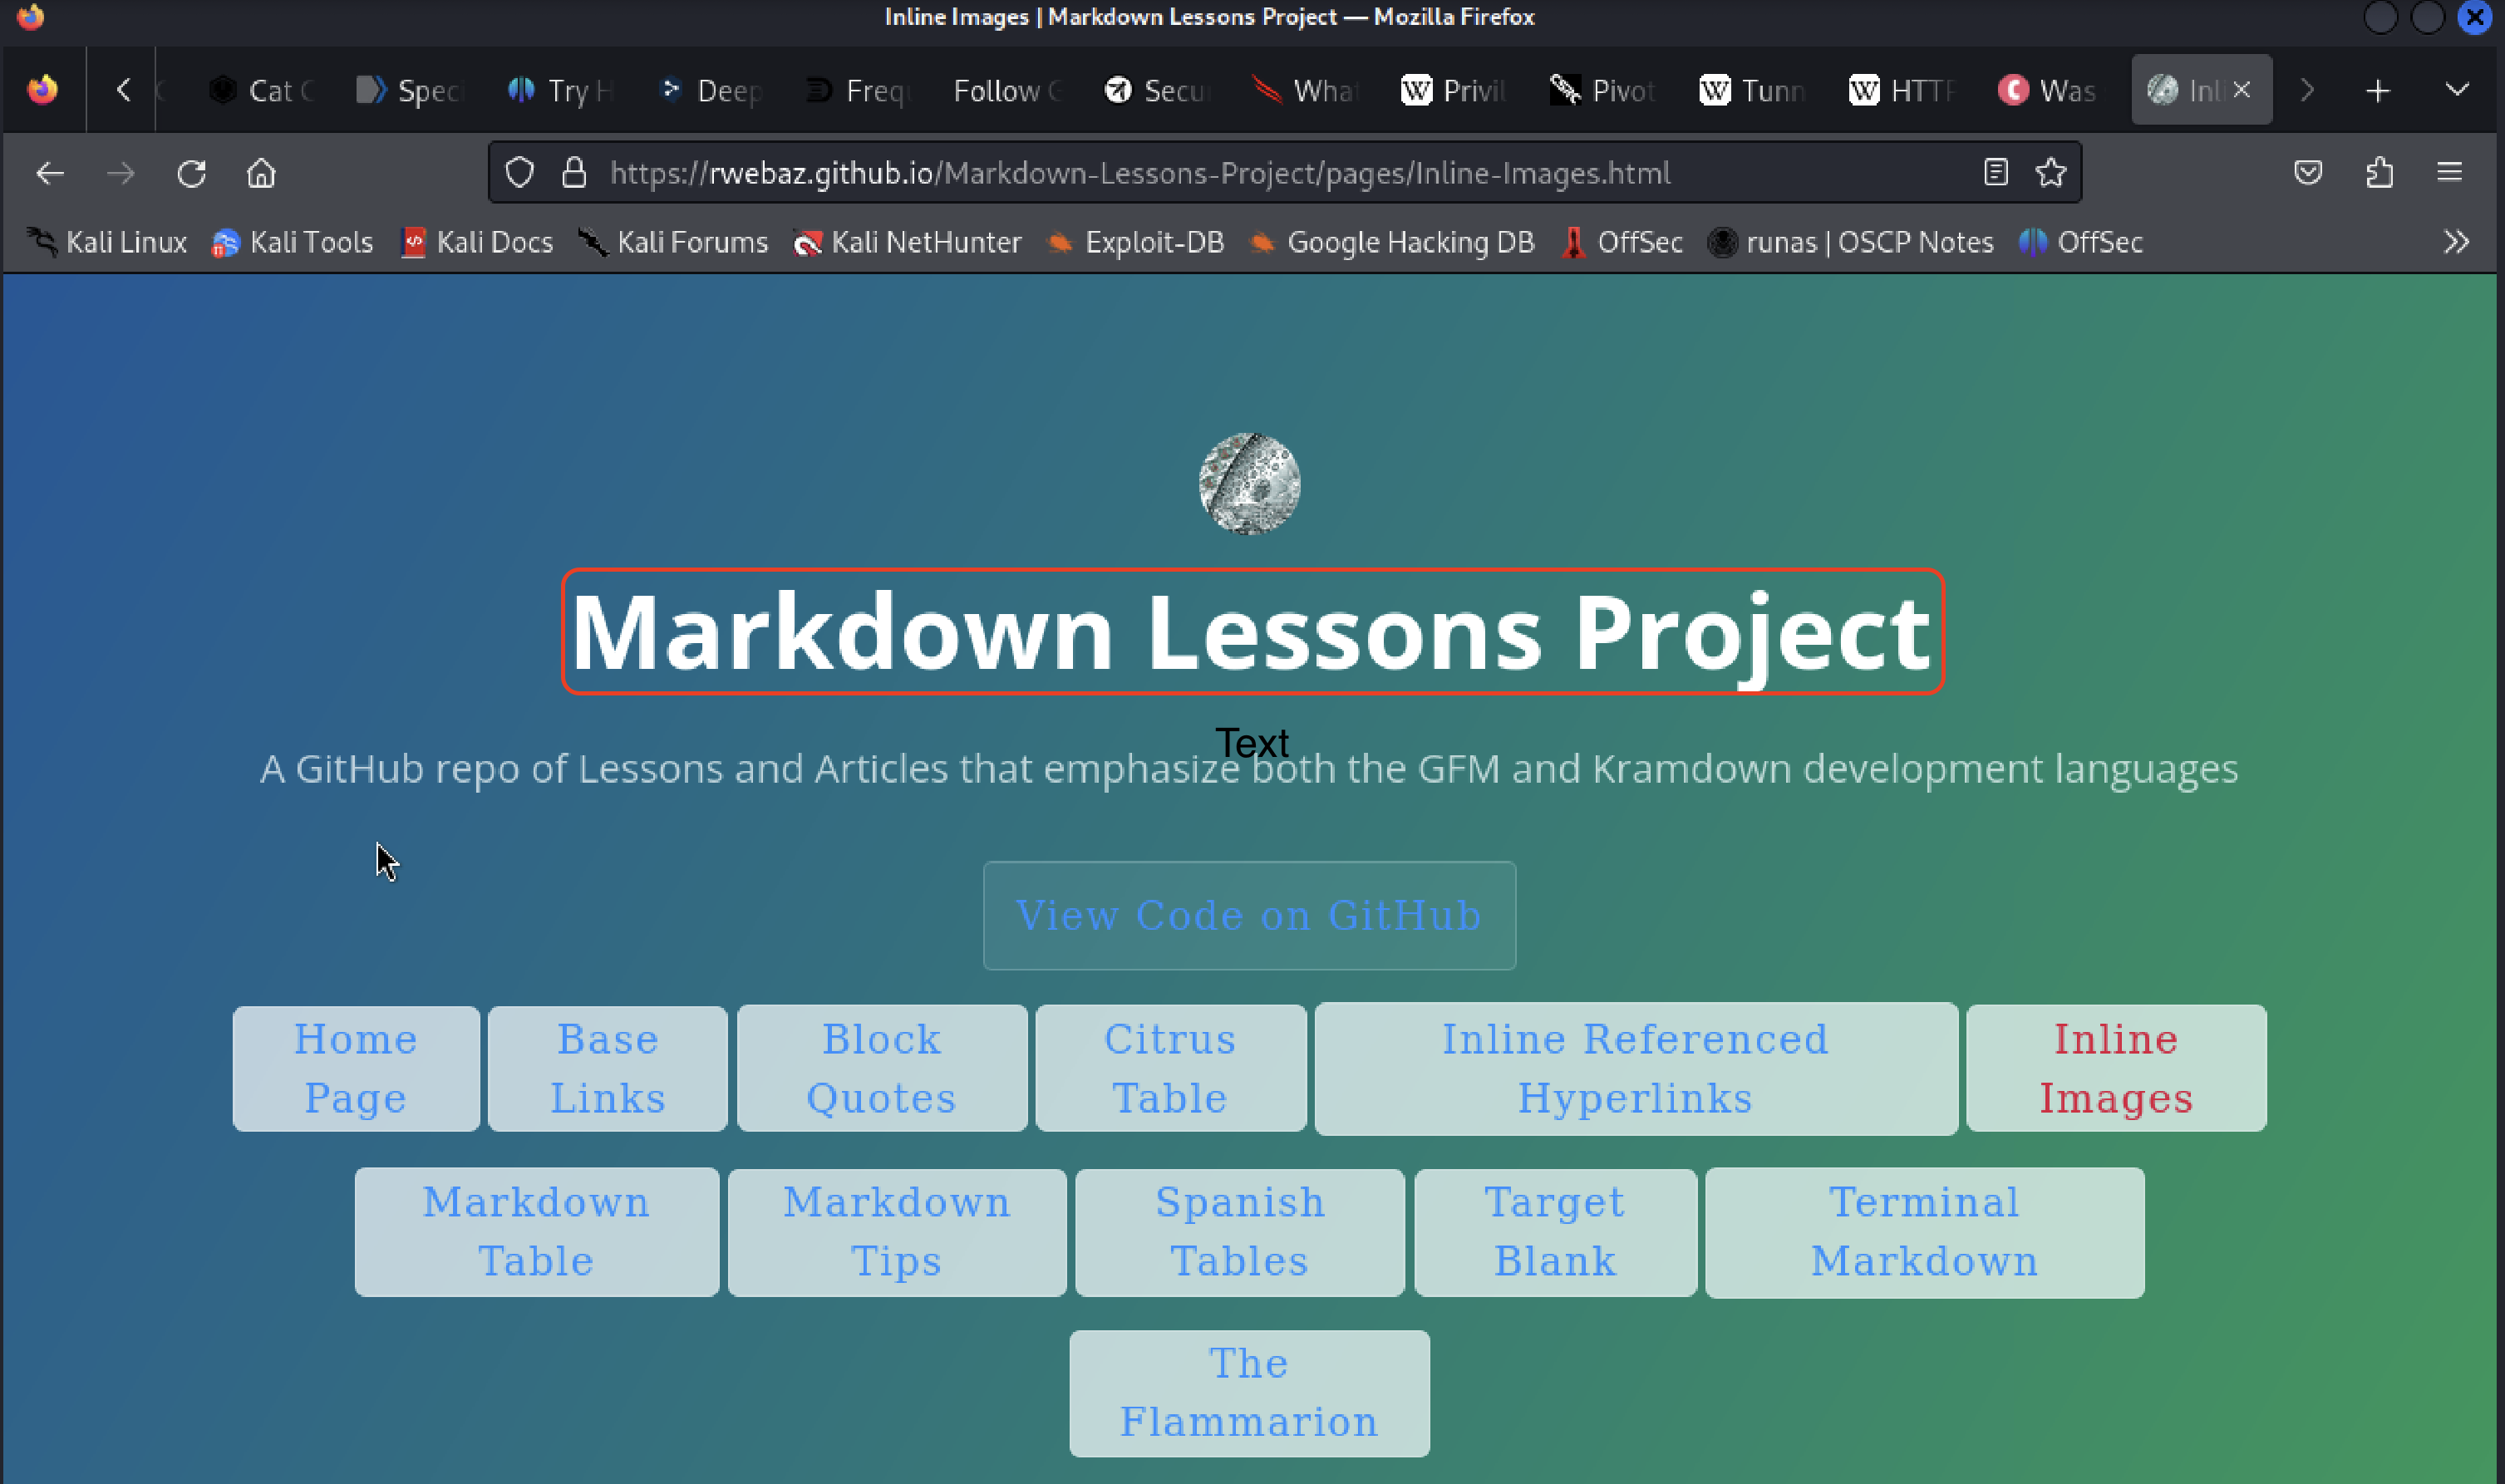 Inline Images | Markdown Lessons Project — Mozilla Firefox
Cat Spec Try Deep Freq Follow Secu Wha Privil Pivot Tunn HTTP Was Inl
https://rwebaz.github.io/Markdown-Lessons-Project/pages/Inline-Images.html
Kali Linux Kali Tools Kali Docs Kali Forums Kali NetHunter Exploit-DB Google Hacking DB OffSec runas | OSCP Notes OffSec
Markdown Lessons Project
Text
A GitHub repo of Lessons and Articles that emphasize both the GFM and Kramdown development languages
View Code on GitHub
Home Page
Base Links
Block Quotes
Citrus Table
Inline Referenced Hyperlinks
Inline Images
Markdown Table
Markdown Tips
Spanish Tables
Target Blank
Terminal Markdown
The Flammarion